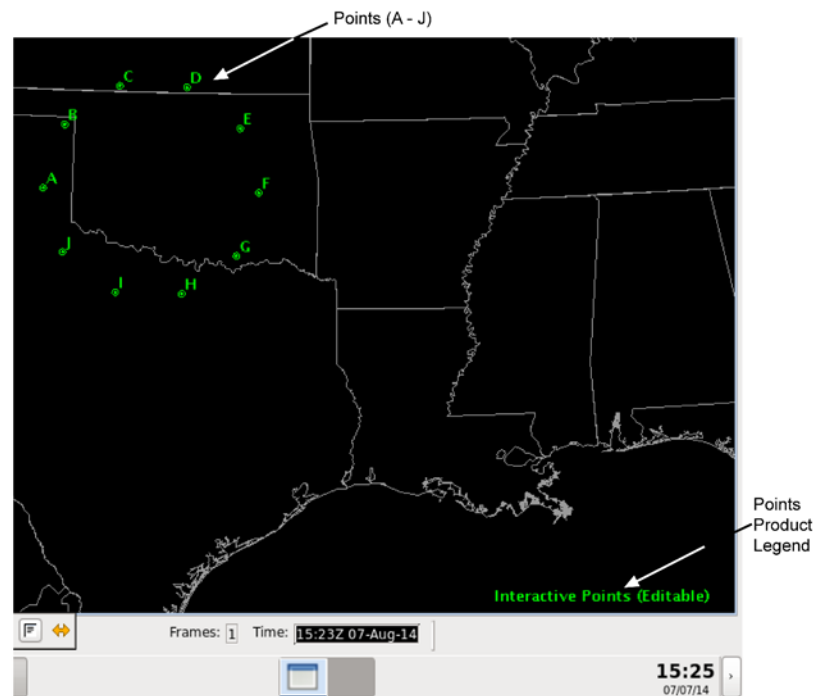 Points (A - J)
C
D
B
E
A
F
J
G
I
H
Points
Product
Legend
Interactive Points (Editable)
Frames: 1 Time: 15:23Z 07-Aug-14
15:25
07/07/14